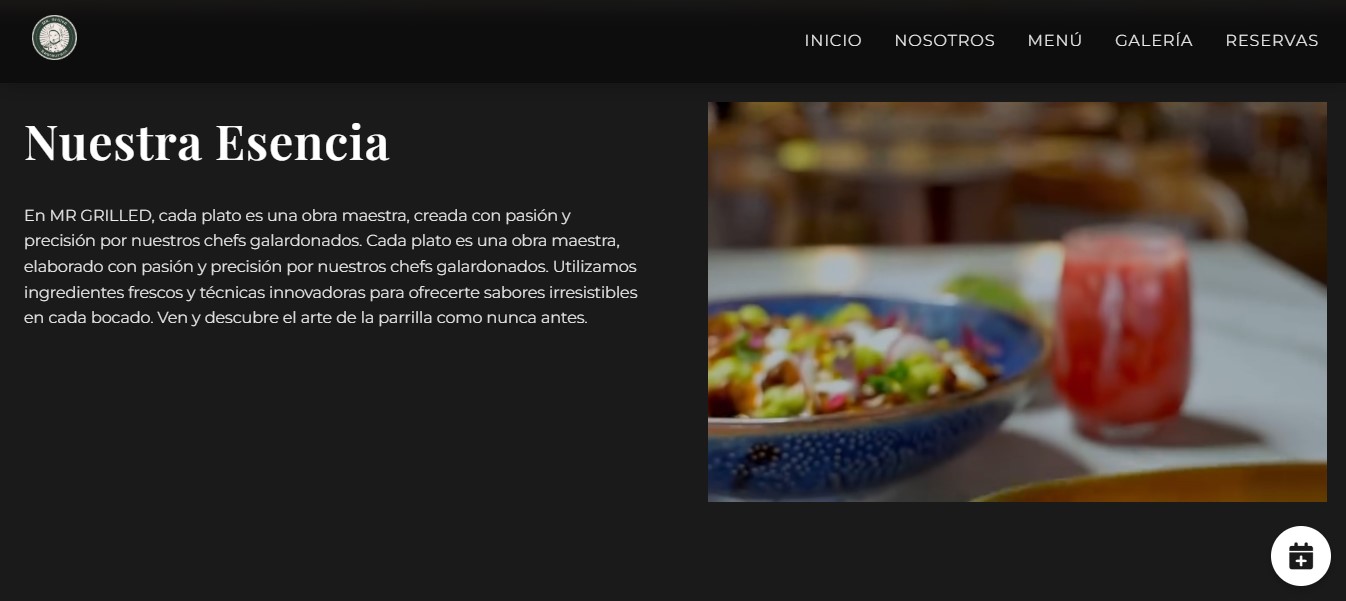 INICIO NOSOTROS MENÚ GALERÍA RESERVAS
Nuestra Esencia
En MR GRILLED, cada plato es una obra maestra, creada con pasión y
precisión por nuestros chefs galardonados. Cada plato es una obra maestra,
elaborado con pasión y precisión por nuestros chefs galardonados. Utilizamos
ingredientes frescos y técnicas innovadoras para ofrecerte sabores irresistibles
en cada bocado. Ven y descubre el arte de la parrilla como nunca antes.